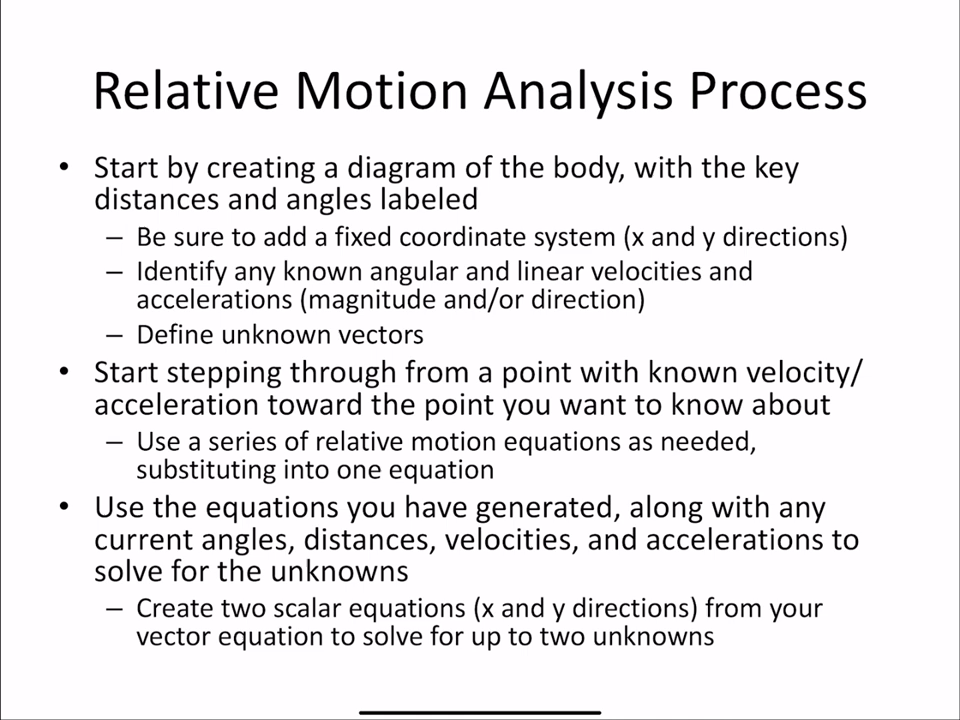 Relative Motion Analysis Process
• Start by creating a diagram of the body, with the key
distances and angles labeled
– Be sure to add a fixed coordinate system (x and y directions)
– Identify any known angular and linear velocities and
accelerations (magnitude and/or direction)
– Define unknown vectors
• Start stepping through from a point with known velocity/
acceleration toward the point you want to know about
– Use a series of relative motion equations as needed,
substituting into one equation
• Use the equations you have generated, along with any
current angles, distances, velocities, and accelerations to
solve for the unknowns
– Create two scalar equations (x and y directions) from your
vector equation to solve for up to two unknowns